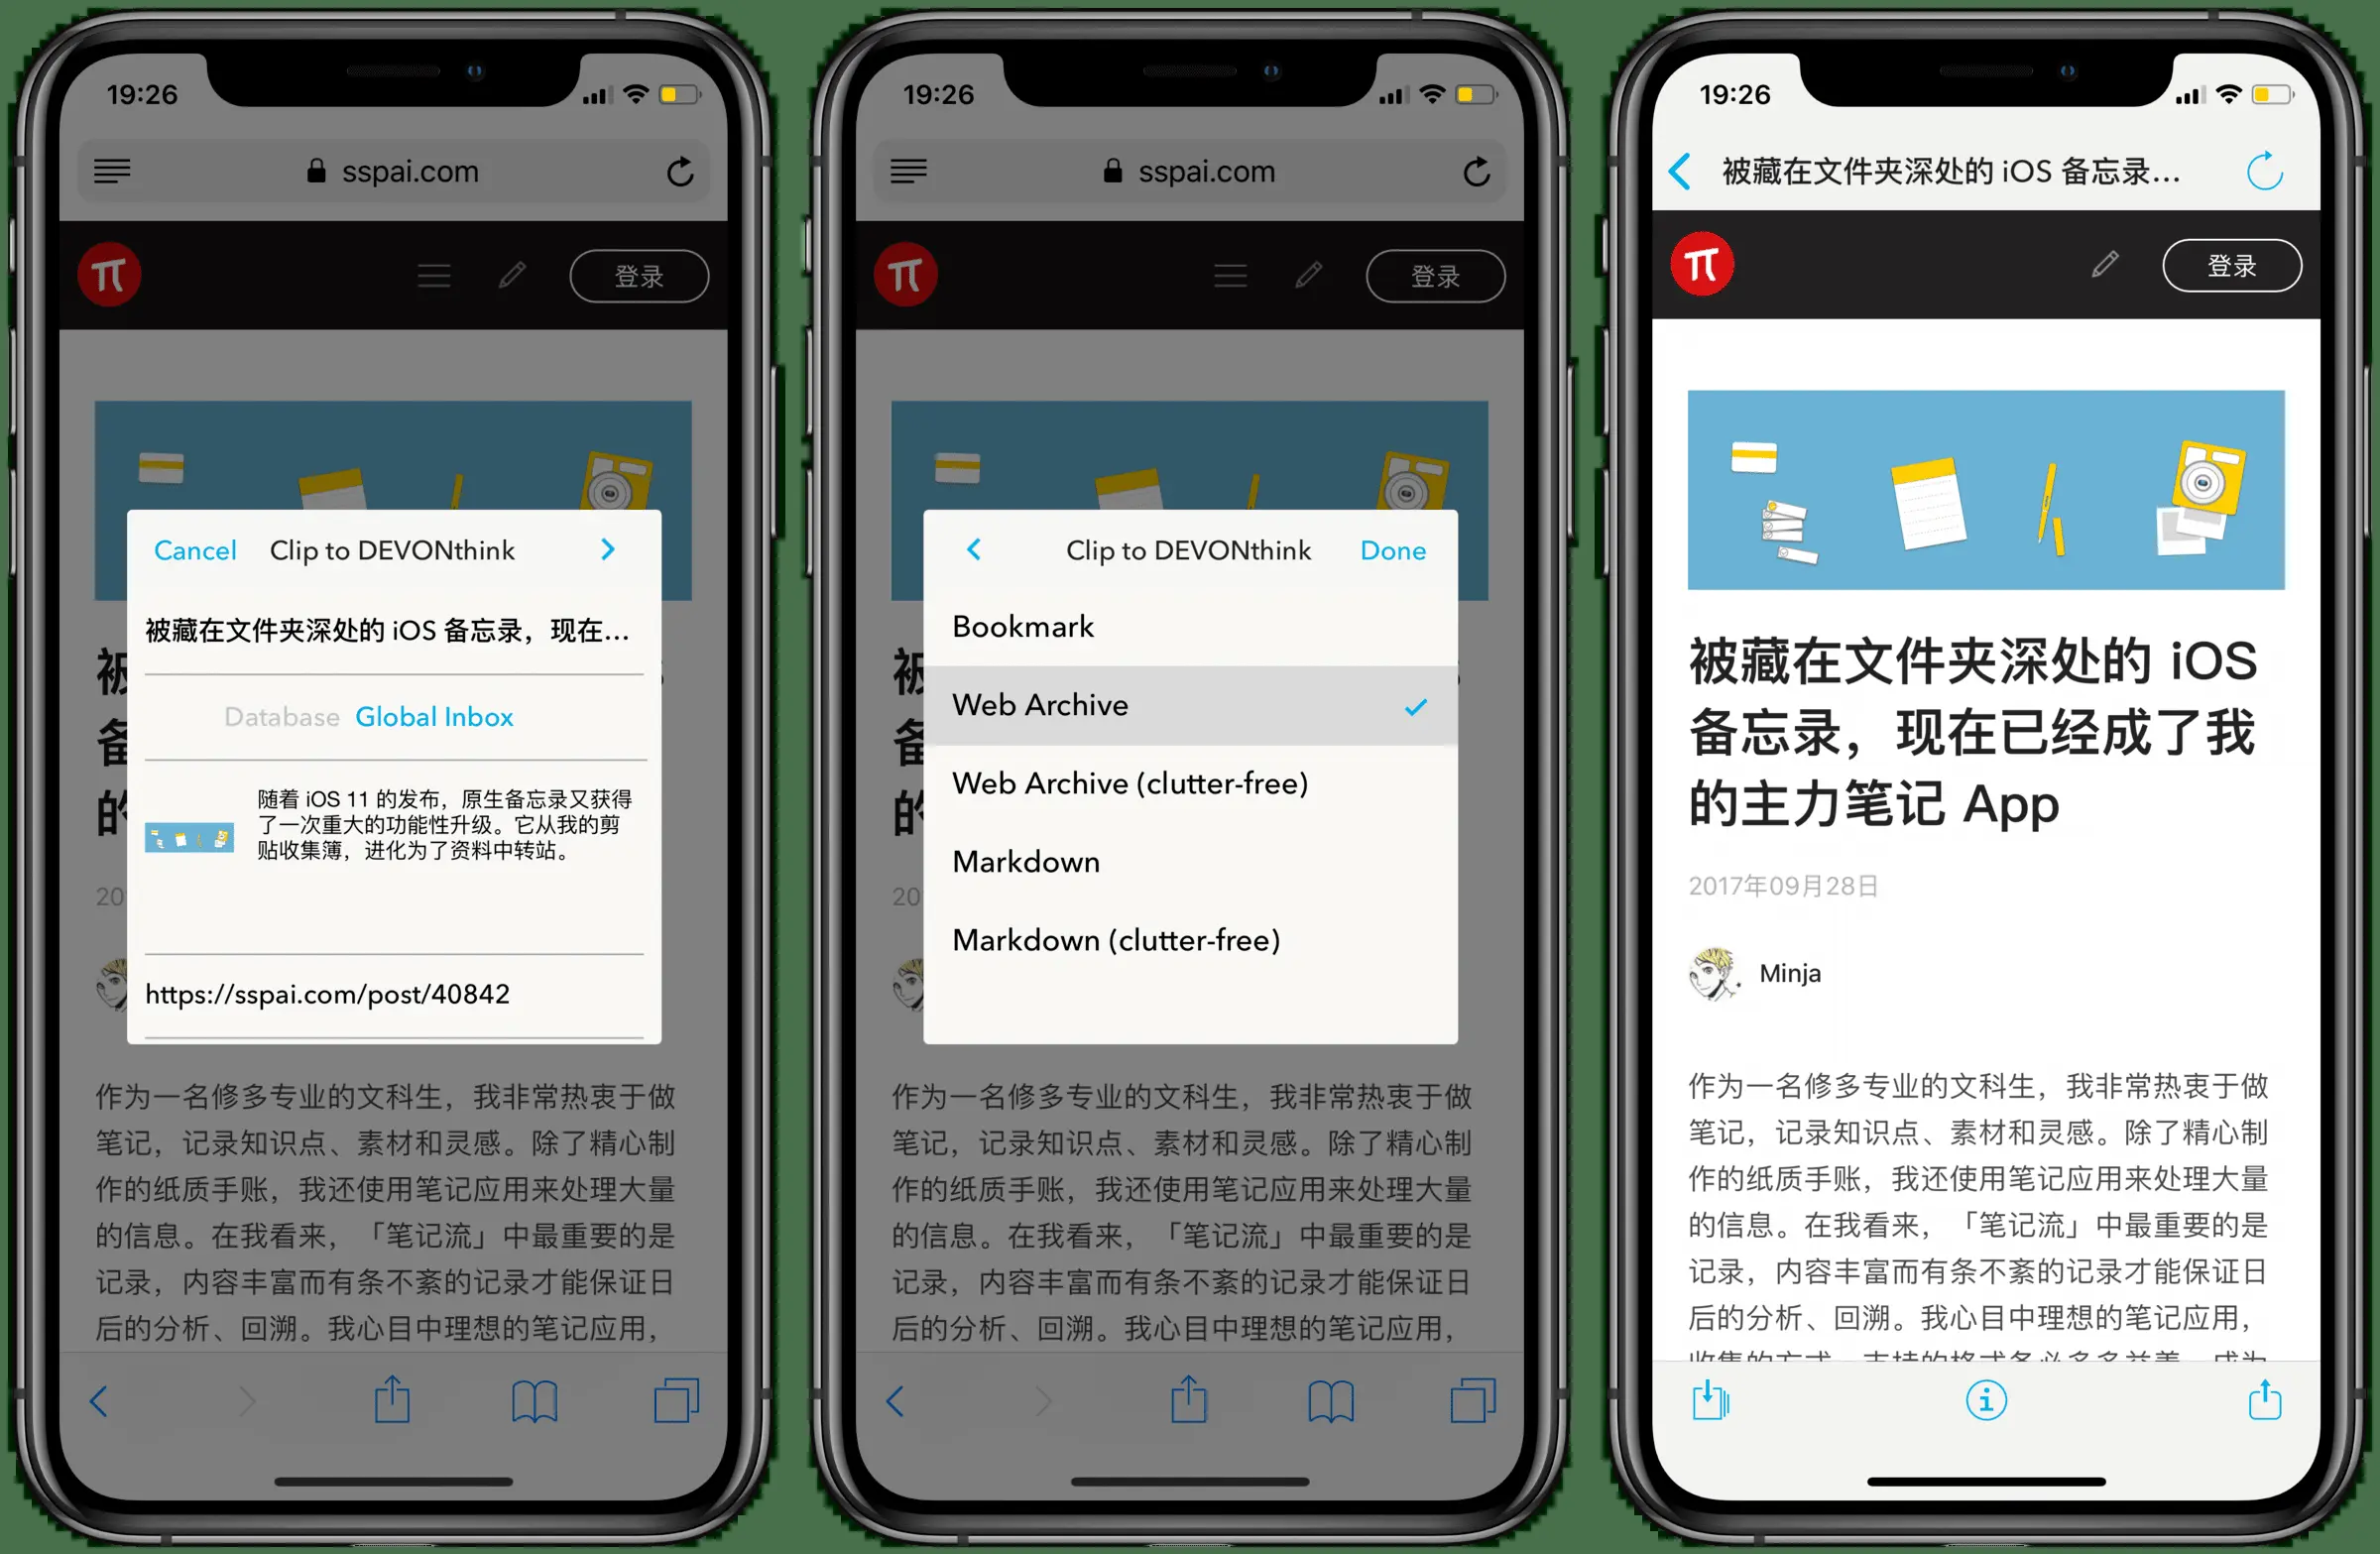 19:26
sspai.com
登录
Cancel Clip to DEVONthink
被藏在文件夹深处的 iOS 备忘录，现在...
Database Global Inbox
随着 iOS 11 的发布，原生备忘录又获得
了一次重大的功能性升级。它从我的剪
贴收集簿，进化为了资料中转站。
20
https://sspai.com/post/40842
作为一名修多专业的文科生，我非常热衷于做
笔记，记录知识点、素材和灵感。除了精心制
作的纸质手账，我还使用笔记应用来处理大量
的信息。在我看来，「笔记流」中最重要的是
记录，内容丰富而有条不紊的记录才能保证日
后的分析、回溯。我心目中理想的笔记应用，
19:26
sspai.com
登录
Clip to DEVONthink Done
Bookmark
Web Archive
Web Archive (clutter-free)
Markdown
Markdown (clutter-free)
20
作为一名修多专业的文科生，我非常热衷于做
笔记，记录知识点、素材和灵感。除了精心制
作的纸质手账，我还使用笔记应用来处理大量
的信息。在我看来，「笔记流」中最重要的是
记录，内容丰富而有条不紊的记录才能保证日
后的分析、回溯。我心目中理想的笔记应用，
19:26
被藏在文件夹深处的 iOS 备忘录...
登录
被藏在文件夹深处的 iOS
备忘录，现在已经成了我
的主力笔记 App
2017年09月28日
Minja
作为一名修多专业的文科生，我非常热衷于做
笔记，记录知识点、素材和灵感。除了精心制
作的纸质手账，我还使用笔记应用来处理大量
的信息。在我看来，「笔记流」中最重要的是
记录，内容丰富而有条不紊的记录才能保证日
后的分析、回溯。我心目中理想的笔记应用，